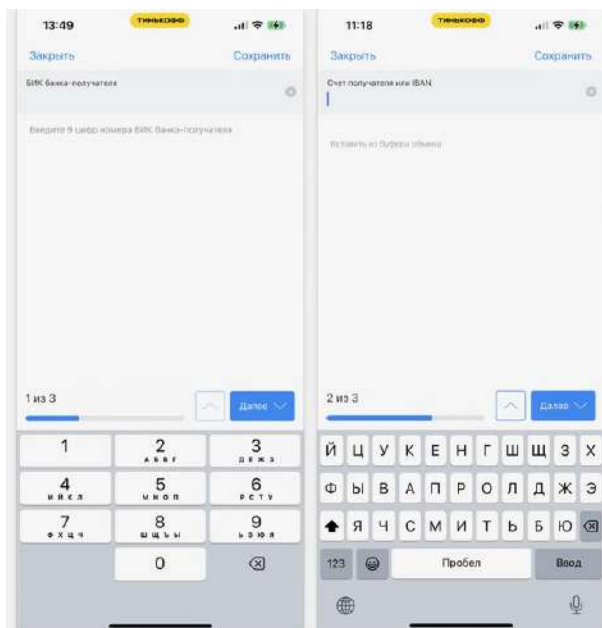 13:49
ТИНЬКОФФ
Закрыть
Сохранить
БИК банка-получателя
Введите 9 цифр номера БИК банка-получателя
1 из 3
Далее
1
2
АБВГ
3
ДЕЖЗ
4
ИЙКЛ
5
МНОП
6
РСТУ
7
ФХЦЧ
8
ШЩЪЫ
9
ЬЭЮЯ
0
11:18
ТИНЬКОФФ
Закрыть
Сохранить
Счет получателя или IBAN
Вставить из буфера обмена
2 из 3
Далее
Й Ц У К Е Н Г Ш Щ З Х
Ф Ы В А П Р О Л Д Ж Э
Я Ч С М И Т Ь Б Ю
123 Пробел Ввод